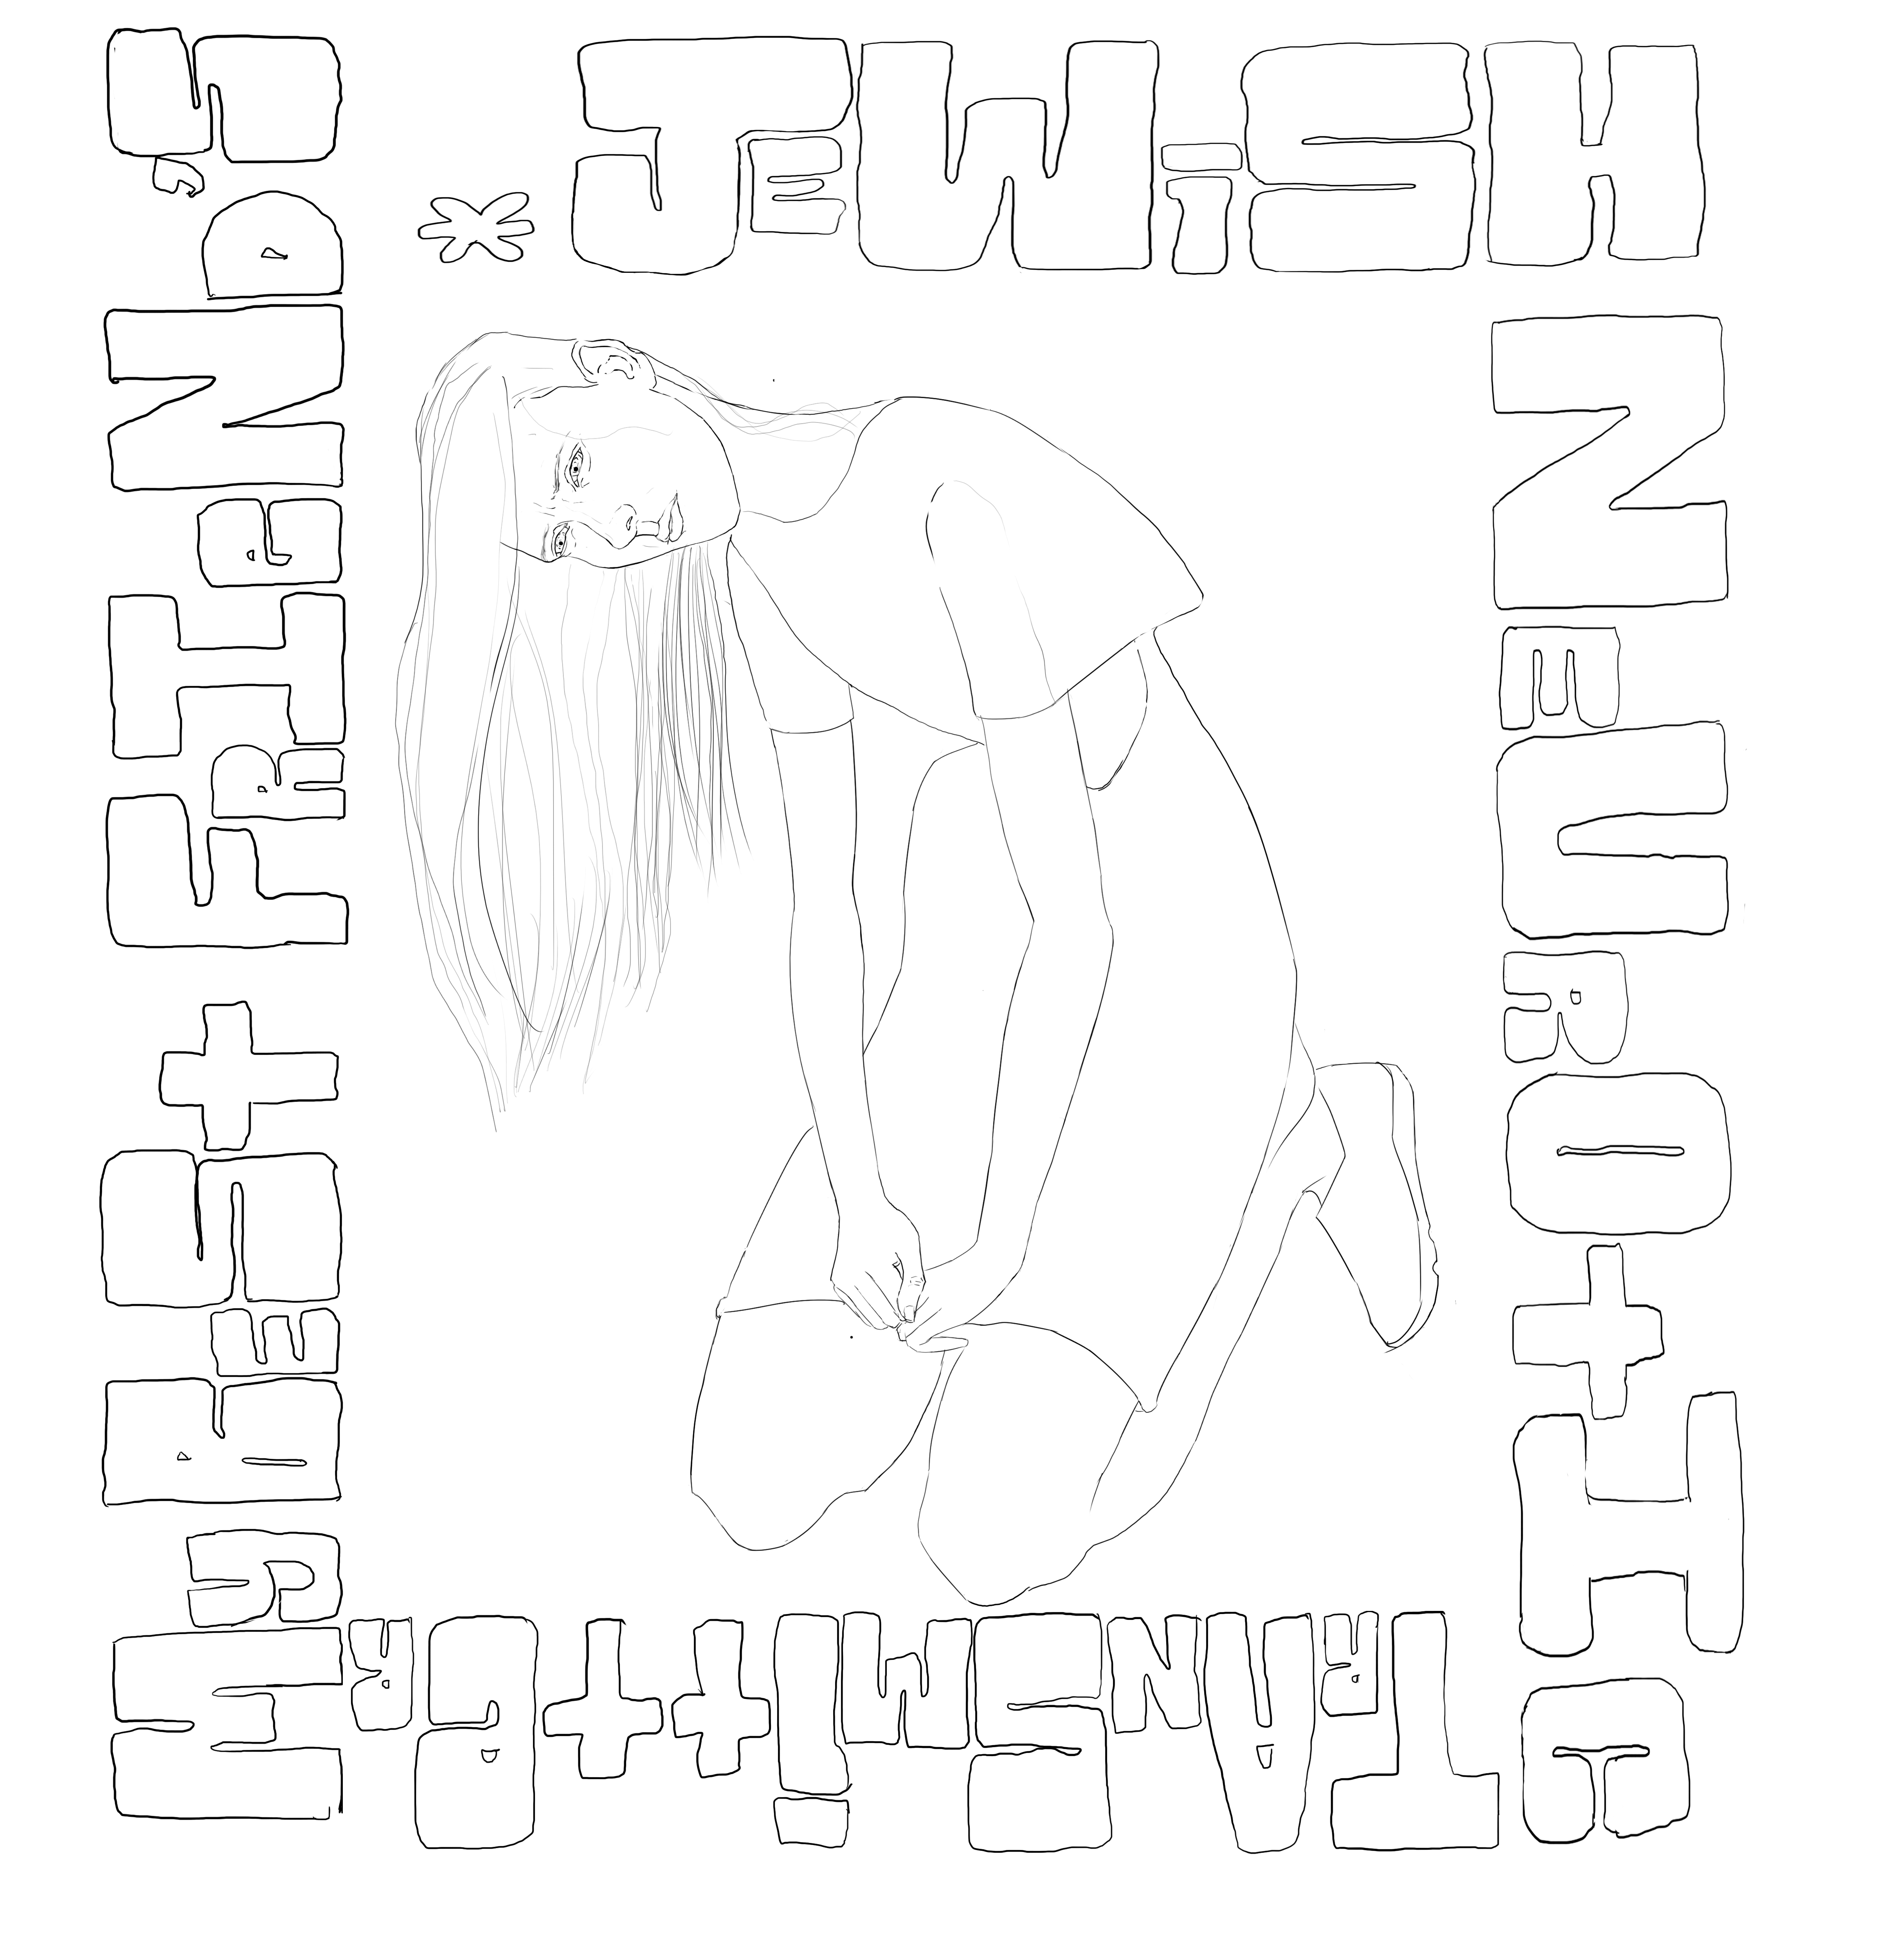 * JEWiSH
NEUROtIC
TRANSMitteR
My BESt FRIeND'S